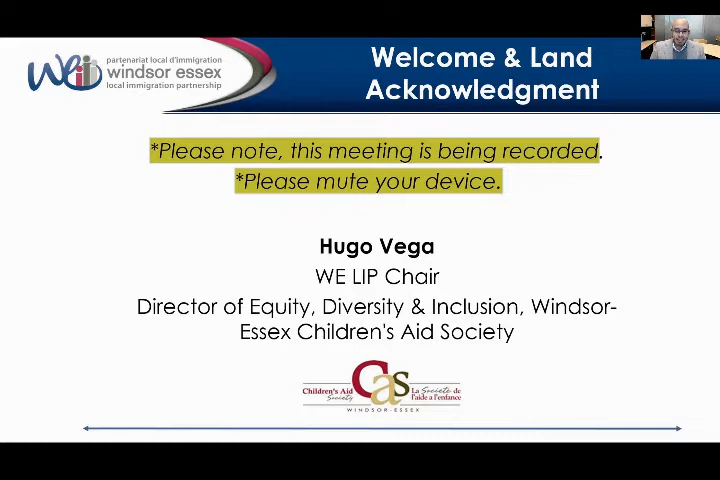 partenariat local d'immigration
windsor essex
local immigration partnership
Welcome & Land
Acknowledgment
*Please note, this meeting is being recorded.
*Please mute your device.
Hugo Vega
WE LIP Chair
Director of Equity, Diversity & Inclusion, Windsor-
Essex Children's Aid Society
Children's Aid
Society
Cas
La Société de
l'aide a l'enfance
WINDSOR-ESSEX